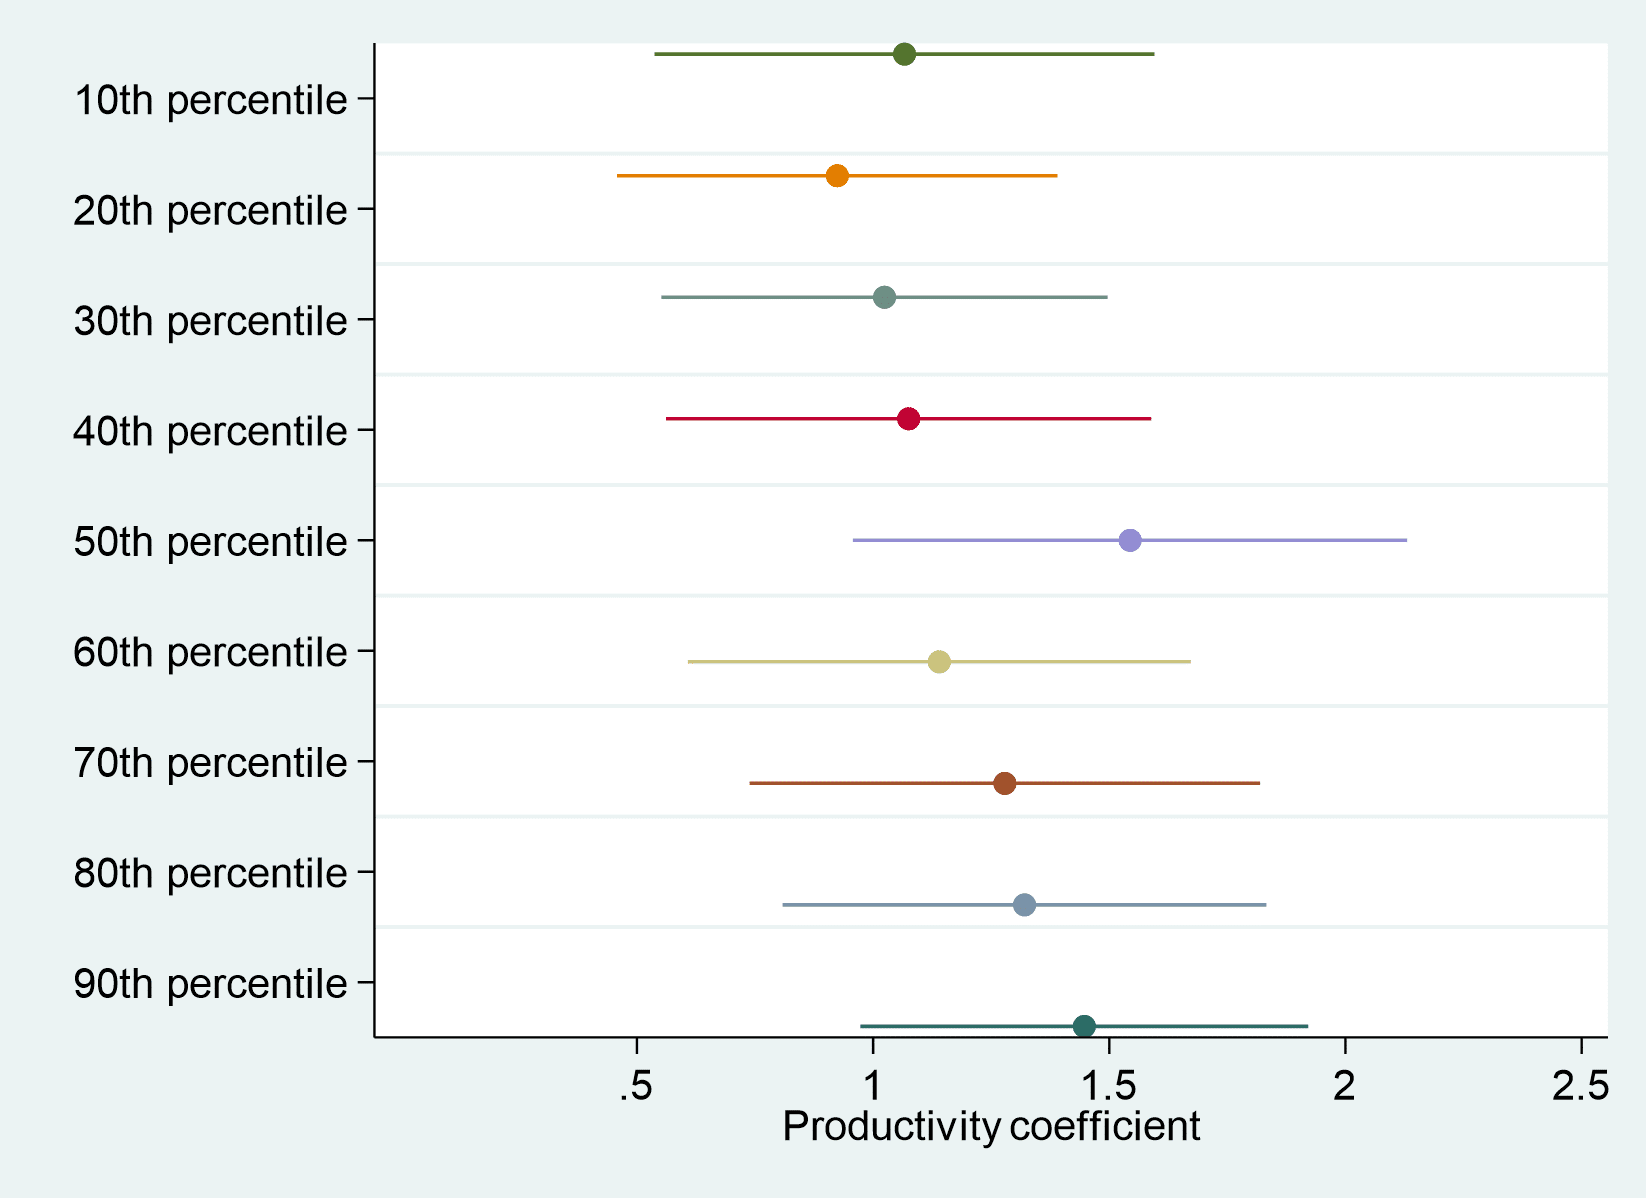 10th percentile
20th percentile
30th percentile
40th percentile
50th percentile
60th percentile
70th percentile
80th percentile
90th percentile
.5 1 1.5 2 2.5
Productivity coefficient